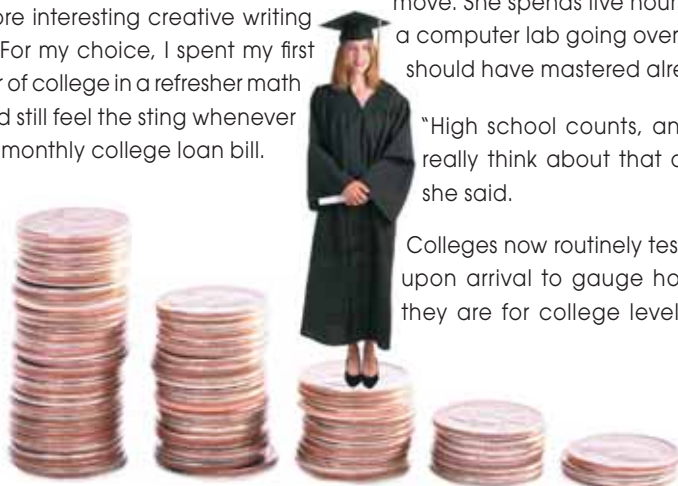 ore interesting creative writing
For my choice, I spent my first
r of college in a refresher math
d still feel the sting whenever
monthly college loan bill.
move. She spends five hour
a computer lab going over
should have mastered alre
"High school counts, an
really think about that
she said.
Colleges now routinely tes
upon arrival to gauge ho
they are for college level